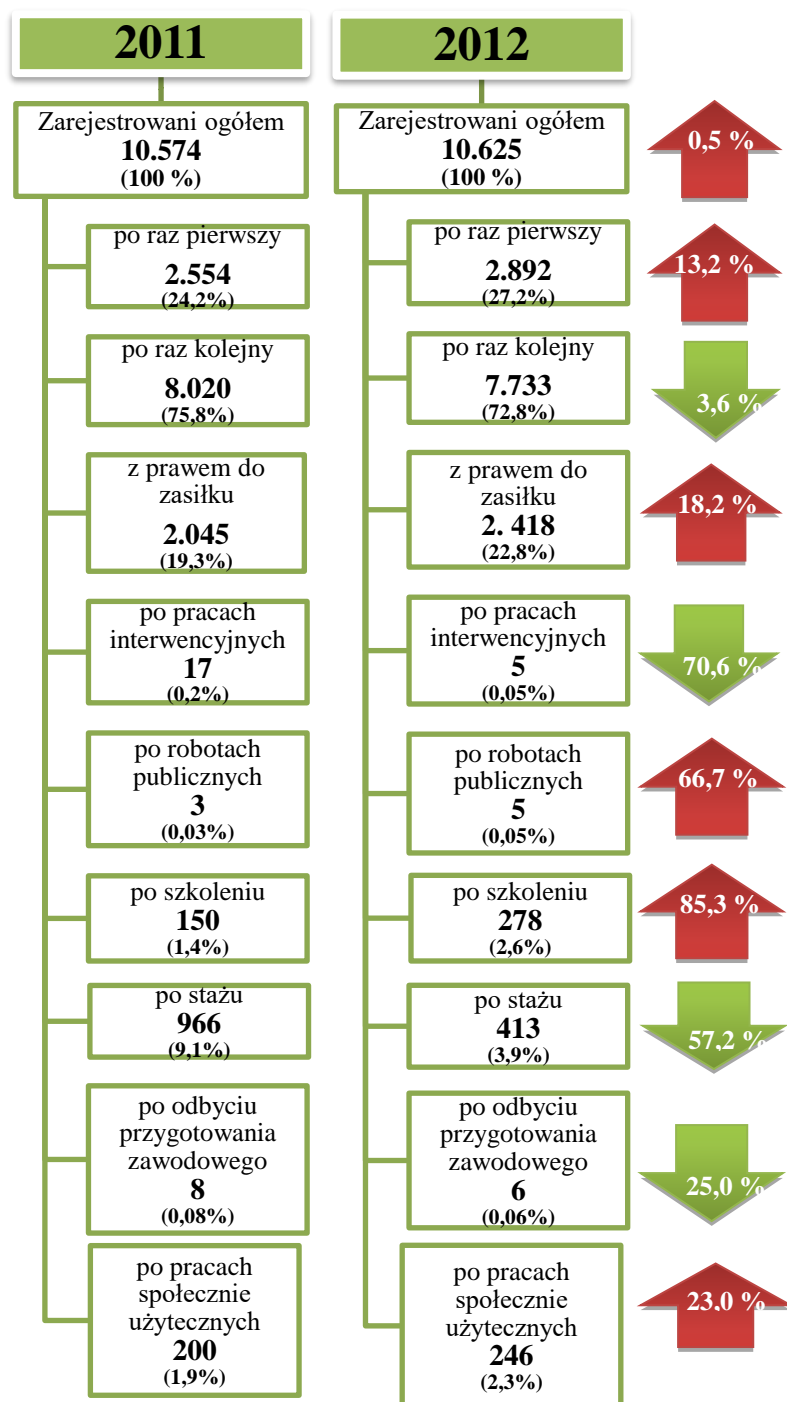 2011
Zarejestrowani ogółem
10.574
(100 %)
po raz pierwszy
2.554
(24,2%)
po raz kolejny
8.020
(75,8%)
z prawem do
zasiłku
2.045
(19,3%)
po pracach
interwencyjnych
17
(0,2%)
po robotach
publicznych
3
(0,03%)
po szkoleniu
150
(1,4%)
po stażu
966
(9,1%)
po odbyciu
przygotowania
zawodowego
8
(0,08%)
po pracach
społecznie
użytecznych
200
(1,9%)
2012
Zarejestrowani ogółem
10.625
(100 %)
po raz pierwszy
2.892
(27,2%)
po raz kolejny
7.733
(72,8%)
z prawem do
zasiłku
2. 418
(22,8%)
po pracach
interwencyjnych
5
(0,05%)
po robotach
publicznych
5
(0,05%)
po szkoleniu
278
(2,6%)
po stażu
413
(3,9%)
po odbyciu
przygotowania
zawodowego
6
(0,06%)
po pracach
społecznie
użytecznych
246
(2,3%)
0,5 %
13,2 %
3,6 %
18,2 %
70,6 %
66,7 %
85,3 %
57,2 %
25,0 %
23,0 %